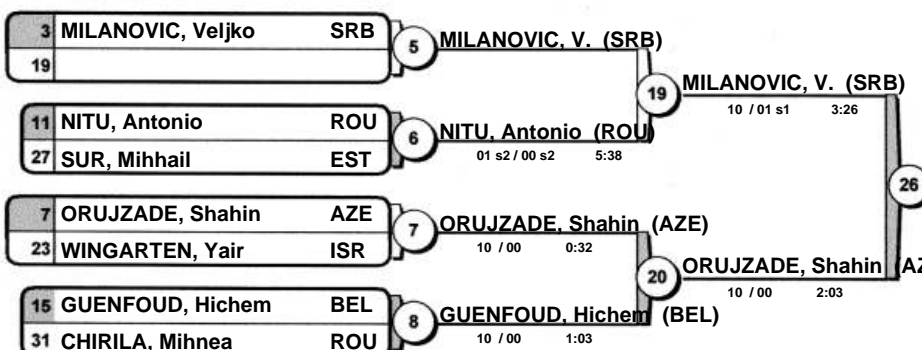 3 MILANOVIC, Veljko SRB
19
5
MILANOVIC, V. (SRB)
11 NITU, Antonio ROU
27 SUR, Mihhail EST
6
NITU, Antonio (ROU)
01 s2 / 00 s2 5:38
19
MILANOVIC, V. (SRB)
10 / 01 s1 3:26
7 ORUJZADE, Shahin AZE
23 WINGARTEN, Yair ISR
7
ORUJZADE, Shahin (AZE)
10 / 00 0:32
15 GUENFOUD, Hichem BEL
31 CHIRILA, Mihnea ROU
8
GUENFOUD, Hichem (BEL)
10 / 00 1:03
20
ORUJZADE, Shahin (AZ
10 / 00 2:03
26